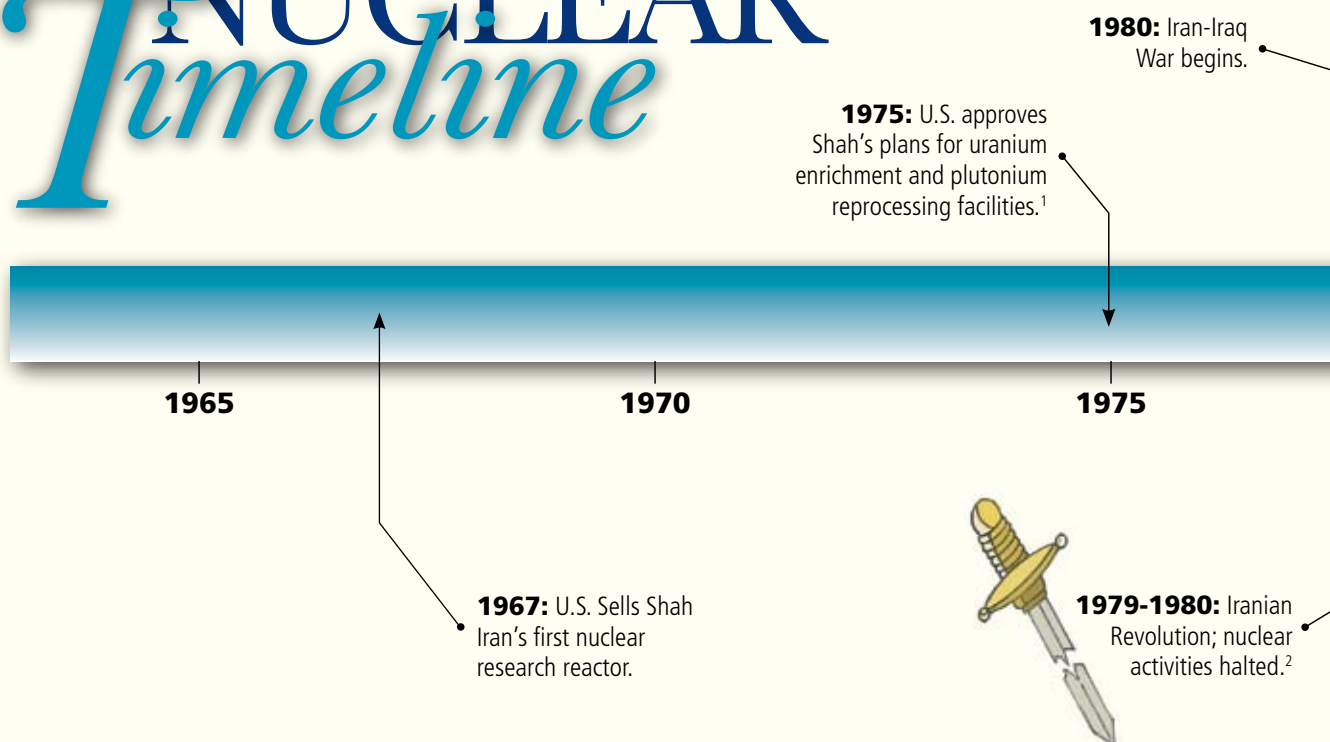 NUCLEAR
Timeline
1980: Iran-Iraq
War begins.
1975: U.S. approves
Shah’s plans for uranium
enrichment and plutonium
reprocessing facilities.1
1965
1970
1975
1967: U.S. Sells Shah
Iran’s first nuclear
research reactor.
1979-1980: Iranian
Revolution; nuclear
activities halted.2